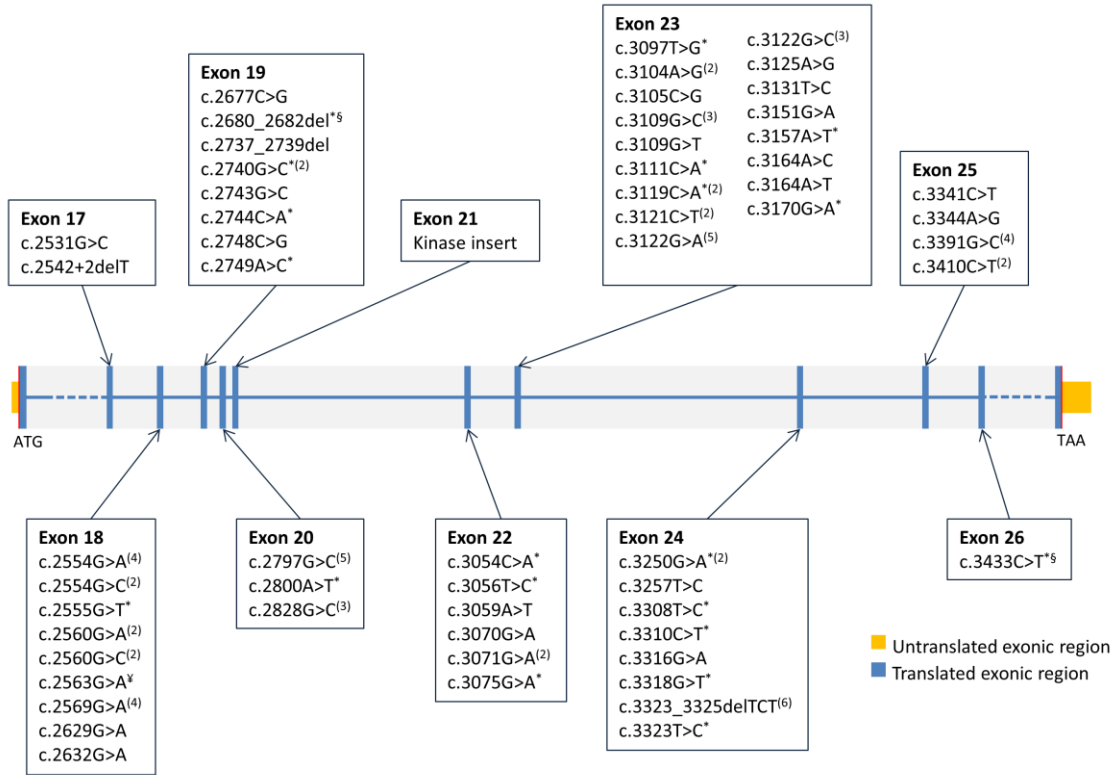 Exon 17
c.2531G>C
c.2542+2delT
Exon 19
c.2677C>G
c.2680_2682del*§
c.2737_2739del
c.2740G>C*(2)
c.2743G>C
c.2744C>A*
c.2748C>G
c.2749A>C*
Exon 21
Kinase insert
Exon 23
c.3097T>G*
c.3104A>G(2)
c.3105C>G
c.3109G>C(3)
c.3109G>T
c.3111C>A*
c.3119C>A*(2)
c.3121C>T(2)
c.3122G>A(5)
c.3122G>C(3)
c.3125A>G
c.3131T>C
c.3151G>A
c.3157A>T*
c.3164A>C
c.3164A>T
c.3170G>A*
Exon 25
c.3341C>T
c.3344A>G
c.3391G>C(4)
c.3410C>T(2)
ATG
TAA
Exon 18
c.2554G>A(4)
c.2554G>C(2)
c.2555G>T*
c.2560G>A(2)
c.2560G>C(2)
c.2563G>A¥
c.2569G>A(4)
c.2629G>A
c.2632G>A
Exon 20
c.2797G>C(5)
c.2800A>T*
c.2828G>C(3)
Exon 22
c.3054C>A*
c.3056T>C*
c.3059A>T
c.3070G>A
c.3071G>A(2)
c.3075G>A*
Exon 24
c.3250G>A*(2)
c.3257T>C
c.3308T>C*
c.3310C>T*
c.3316G>A
c.3318G>T*
c.3323_3325delTCT(6)
c.3323T>C*
Exon 26
c.3433C>T*§
Untranslated exonic region
Translated exonic region